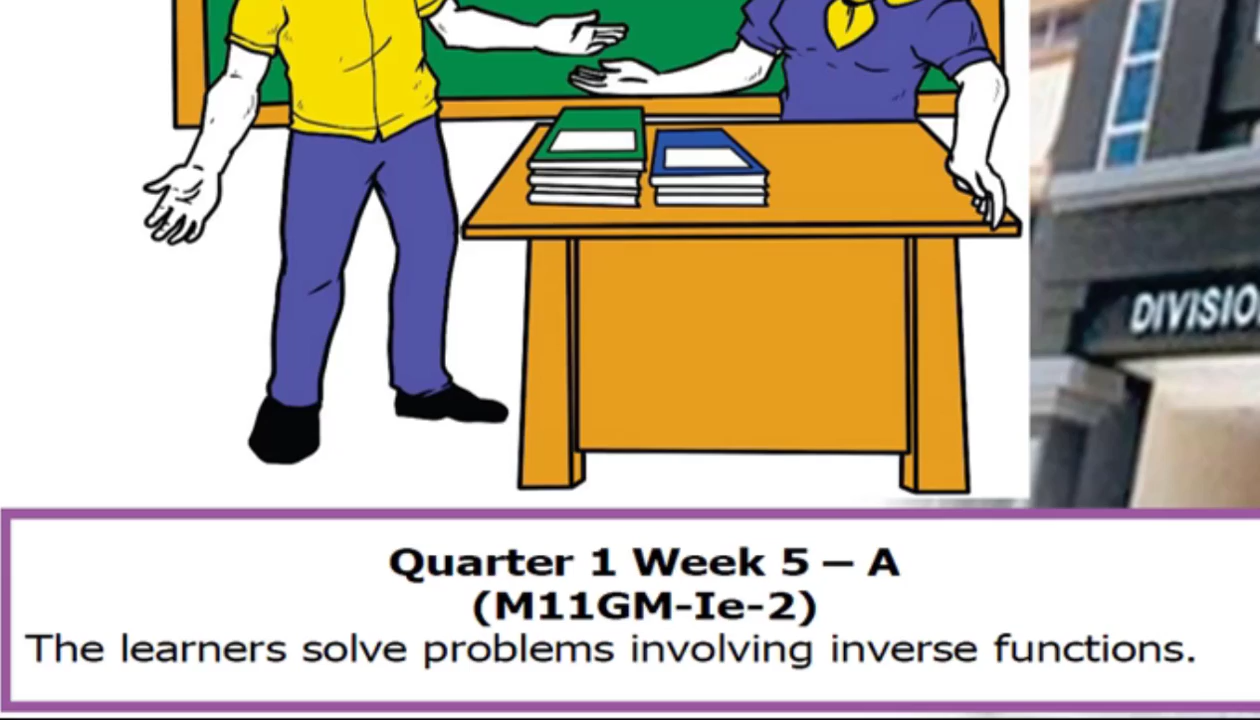 DIVISIO
Quarter 1 Week 5 – A
(M11GM-Ie-2)
The learners solve problems involving inverse functions.